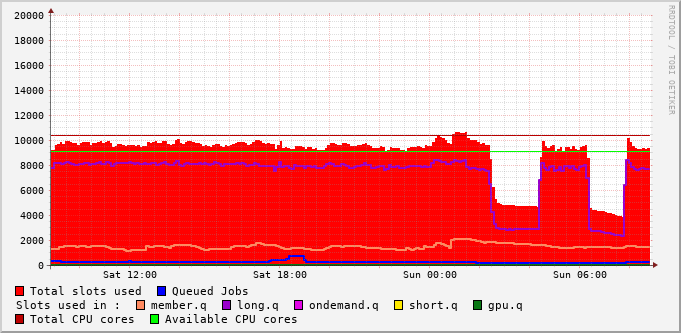 20000
18000
16000
14000
12000
10000
8000
6000
4000
2000
0
Sat 12:00 Sat 18:00 Sun 00:00 Sun 06:00
RRDTOOL / TOBI OETIKER
Total slots used Queued Jobs
Slots used in : member.q long.q ondemand.q short.q gpu.q
Total CPU cores Available CPU cores